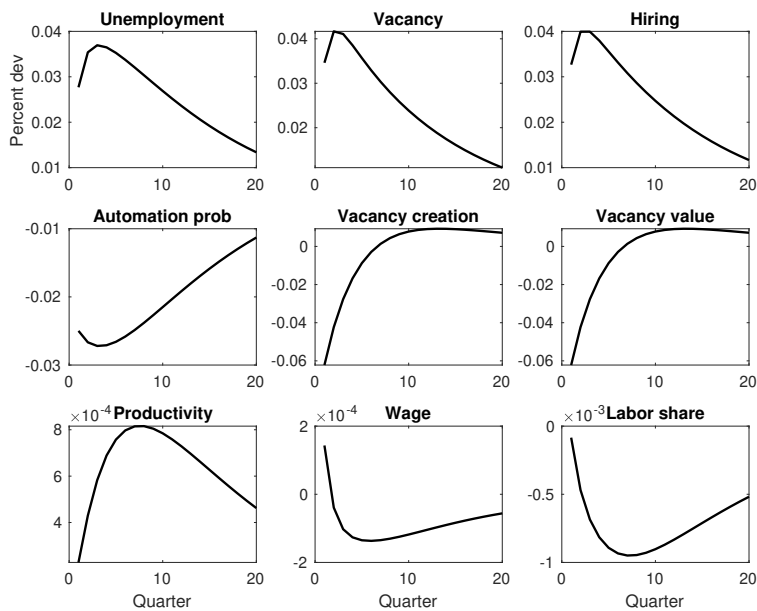 Unemployment
Percent dev
0.04
0.03
0.02
0.01
0 10 20
Vacancy
0.04
0.02
0 10 20
Hiring
0.04
0.03
0.02
0.01
0 10 20
Automation prob
-0.01
-0.02
-0.03
0 10 20
Vacancy creation
0
-0.02
-0.04
-0.06
0 10 20
Vacancy value
0
-0.02
-0.04
-0.06
0 10 20
×10⁻⁴ Productivity
8
6
4
0 10 20
Quarter
×10⁻⁴ Wage
2
0
-2
0 10 20
Quarter
×10⁻³ Labor share
0
-0.5
-1
0 10 20
Quarter